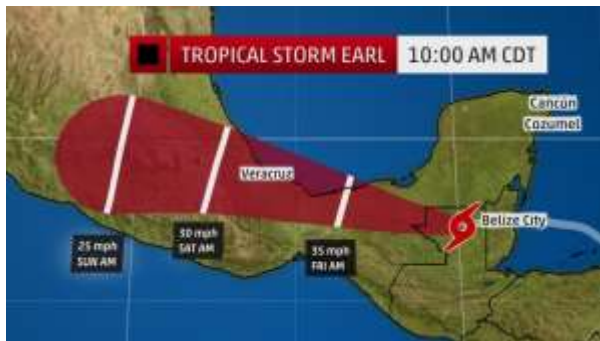 TROPICAL STORM EARL
10:00 AM CDT
Cancún
Cozumel
Veracruz
Belize City
25 mph
SUN AM
30 mph
SAT AM
35 mph
FRI AM